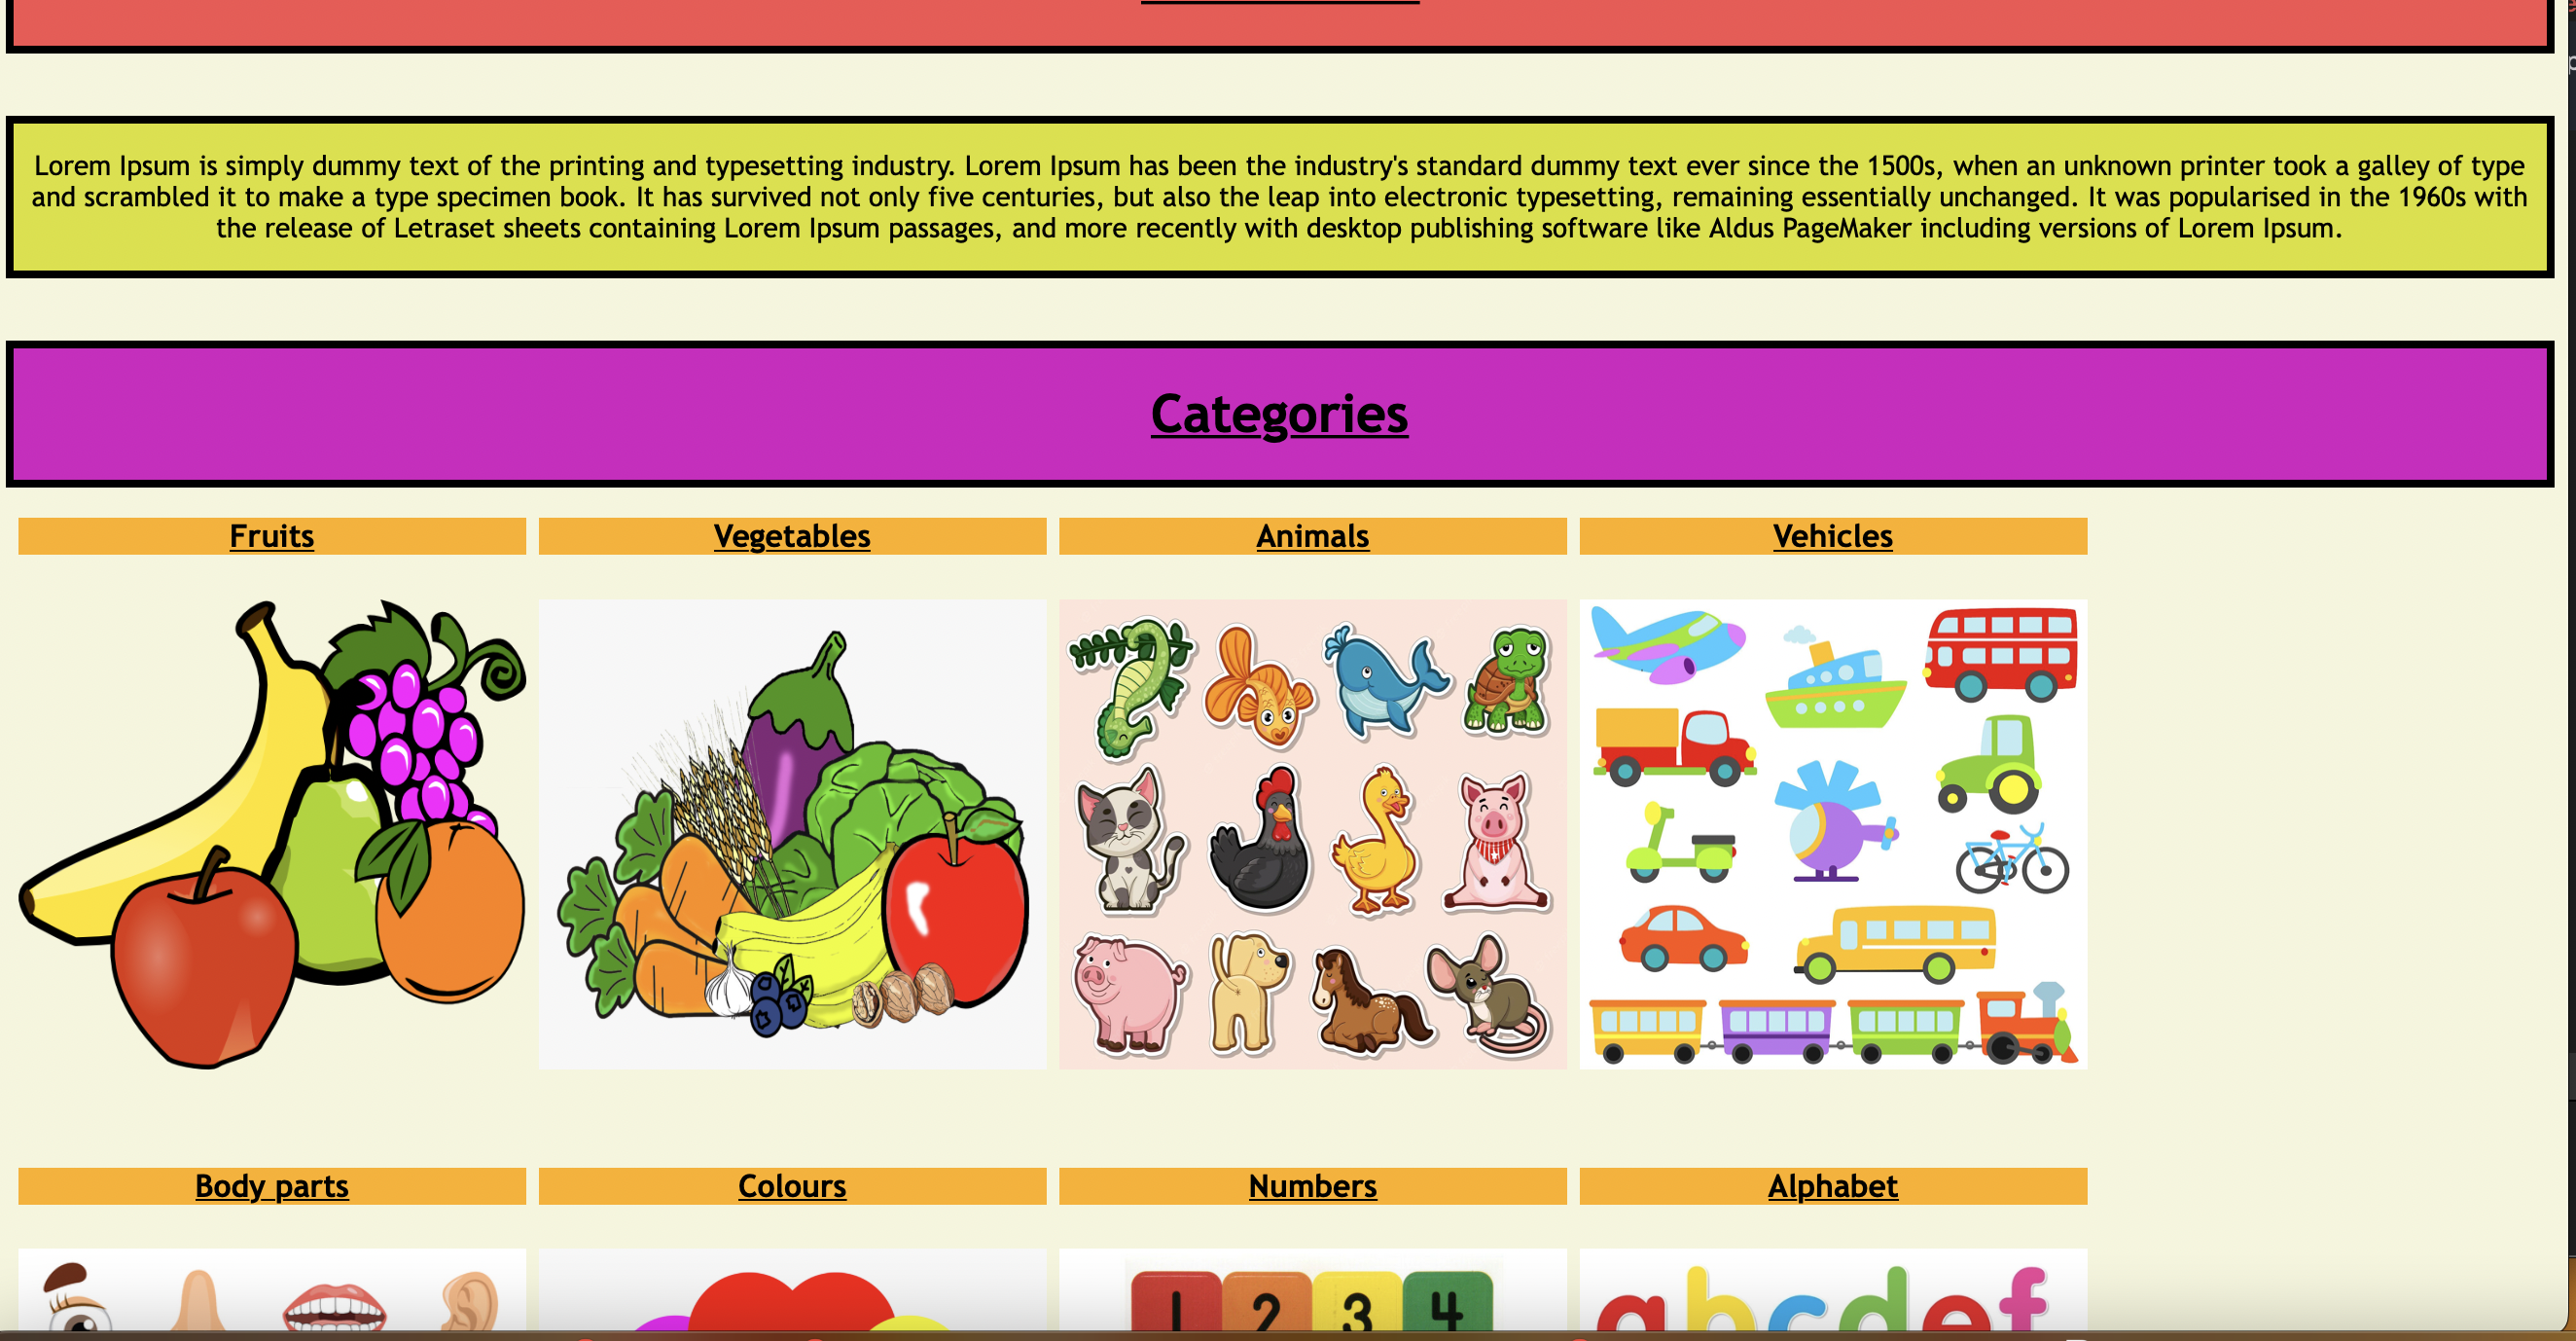 Lorem Ipsum is simply dummy text of the printing and typesetting industry. Lorem Ipsum has been the industry's standard dummy text ever since the 1500s, when an unknown printer took a galley of type
and scrambled it to make a type specimen book. It has survived not only five centuries, but also the leap into electronic typesetting, remaining essentially unchanged. It was popularised in the 1960s with
the release of Letraset sheets containing Lorem Ipsum passages, and more recently with desktop publishing software like Aldus PageMaker including versions of Lorem Ipsum.
Categories
Fruits
Vegetables
Animals
Vehicles
Body parts
Colours
Numbers
Alphabet
1 2 3 4
a b c d e f